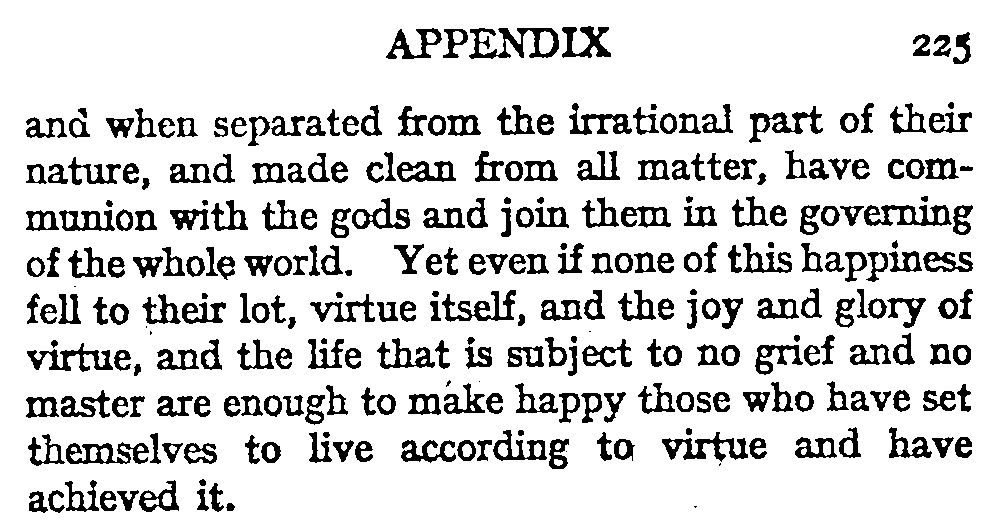 APPENDIX 225
and when separated from the irrational part of their
nature, and made clean from all matter, have com-
munion with the gods and join them in the governing
of the whole world. Yet even if none of this happiness
fell to their lot, virtue itself, and the joy and glory of
virtue, and the life that is subject to no grief and no
master are enough to make happy those who have set
themselves to live according to virtue and have
achieved it.